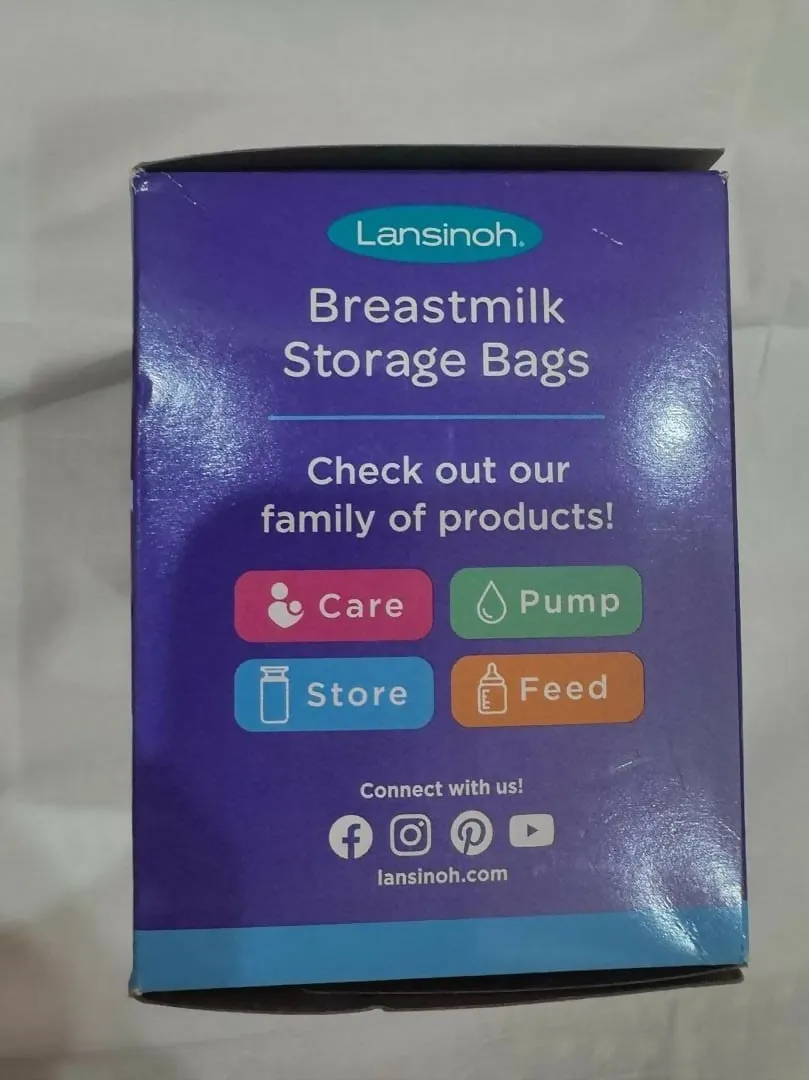 Lansinoh®
Breastmilk
Storage Bags
Check out our
family of products!
Care
Pump
Store
Feed
Connect with us!
lansinoh.com